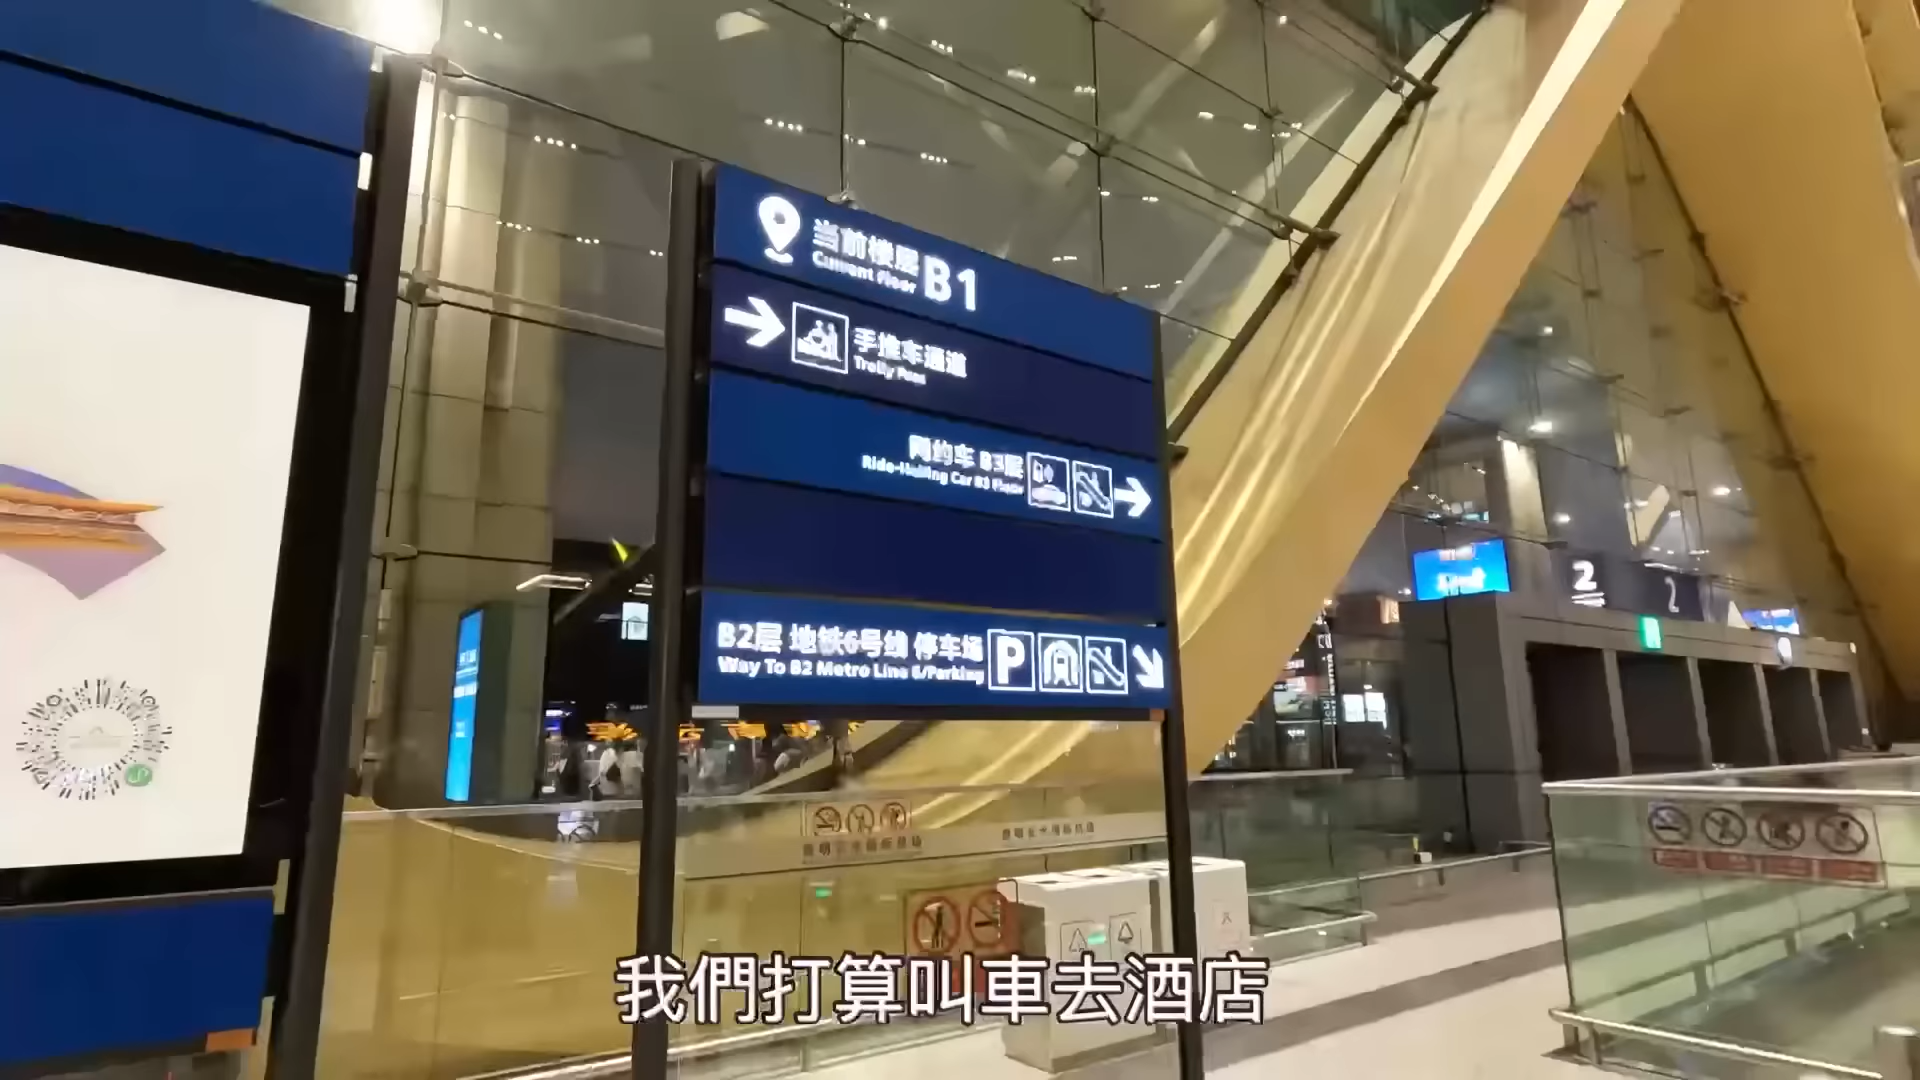 当前楼层 B1
Current Floor
手推车通道
Trolly Pass
网约车 B3层
Ride-Hailing Car B3 Floor
B2层 地铁6号线 停车场 P
Way To B2 Metro Line 6/Parking
2
2
我們打算叫車去酒店